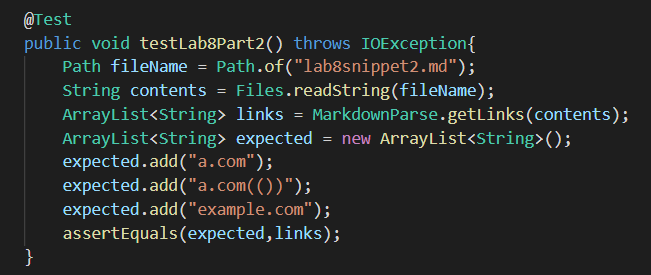 @Test
public void testLab8Part2() throws IOException{
    Path fileName = Path.of("lab8snippet2.md");
    String contents = Files.readString(fileName);
    ArrayList<String> links = MarkdownParse.getLinks(contents);
    ArrayList<String> expected = new ArrayList<String>();
    expected.add("a.com");
    expected.add("a.com(())");
    expected.add("example.com");
    assertEquals(expected,links);
}